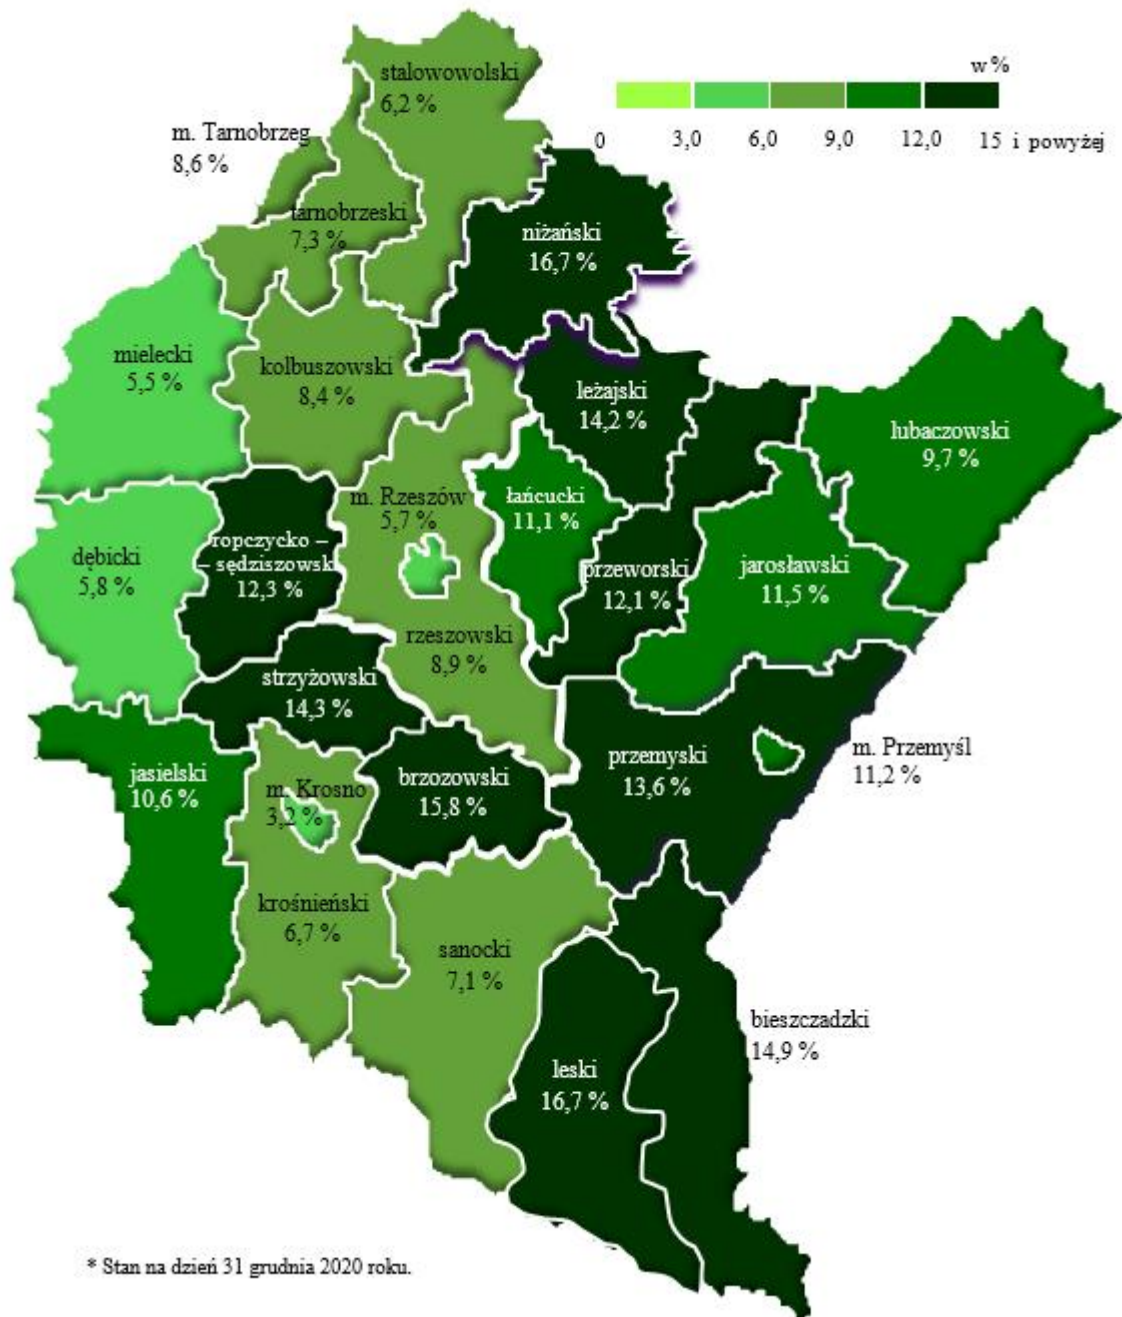 w %
0 3,0 6,0 9,0 12,0 15 i powyżej
stalowowolski
6,2 %
m. Tarnobrzeg
8,6 %
tarnobrzeski
7,3 %
niżański
16,7 %
mielecki
5,5 %
kolbuszowski
8,4 %
leżajski
14,2 %
lubaczowski
9,7 %
m. Rzeszów
5,7 %
łańcucki
11,1 %
dębicki
5,8 %
ropczycko –
– sędziszowski
12,3 %
przeworski
12,1 %
jarosławski
11,5 %
rzeszowski
8,9 %
strzyżowski
14,3 %
jasielski
10,6 %
m. Krosno
3,2 %
brzozowski
15,8 %
przemyski
13,6 %
m. Przemyśl
11,2 %
krośnieński
6,7 %
sanocki
7,1 %
bieszczadzki
14,9 %
leski
16,7 %
* Stan na dzień 31 grudnia 2020 roku.